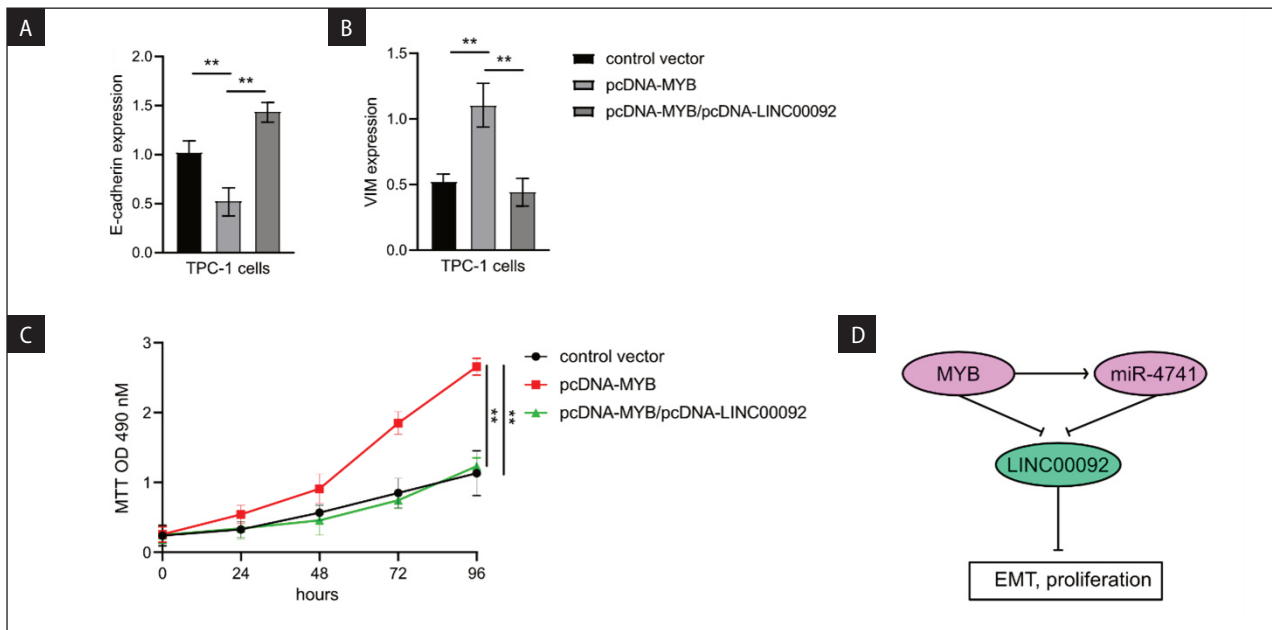 A
B
2.0
1.5
1.0
0.5
0.0
E-cadherin expression
**
**
TPC-1 cells
1.5
1.0
0.5
0.0
VIM expression
**
**
TPC-1 cells
control vector
pcDNA-MYB
pcDNA-MYB/pcDNA-LINC00092
C
3
2
1
0
MTT OD 490 nM
0 24 48 72 96
hours
control vector
pcDNA-MYB
pcDNA-MYB/pcDNA-LINC00092
**
**
D
MYB
miR-4741
LINC00092
EMT, proliferation